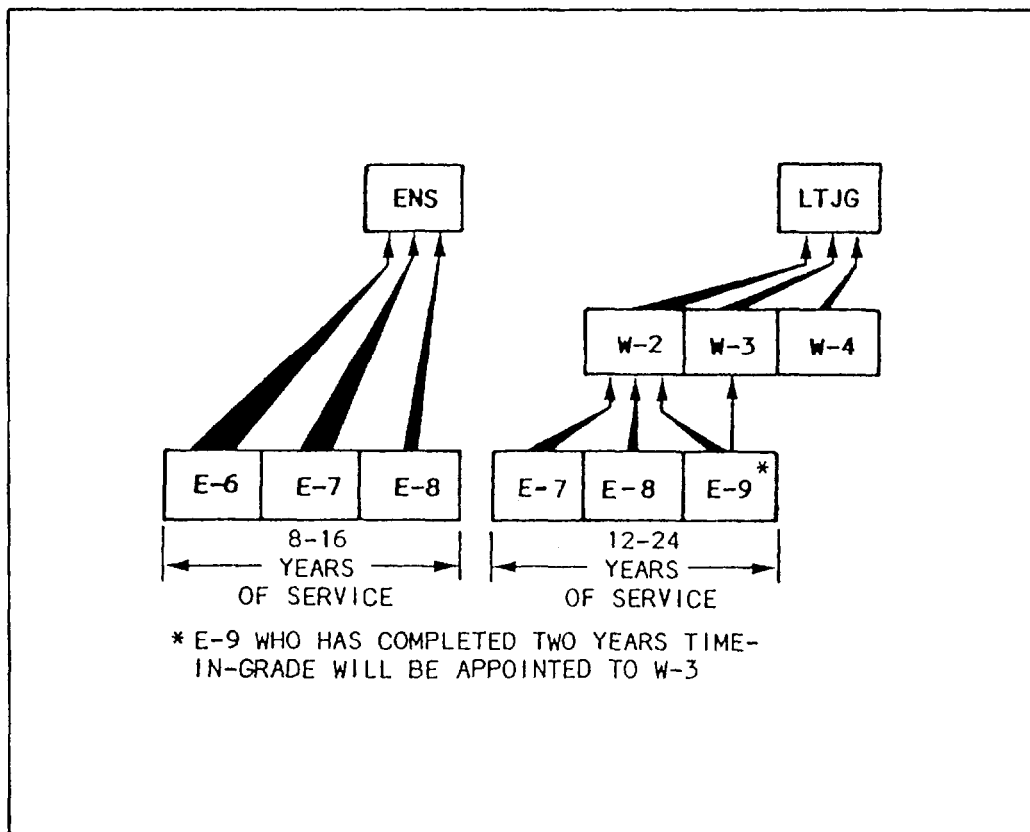 ENS
LTJG
W-2 W-3 W-4
E-6 E-7 E-8
E-7 E-8 E-9*
8-16
YEARS
OF SERVICE
12-24
YEARS
OF SERVICE
* E-9 WHO HAS COMPLETED TWO YEARS TIME-
IN-GRADE WILL BE APPOINTED TO W-3